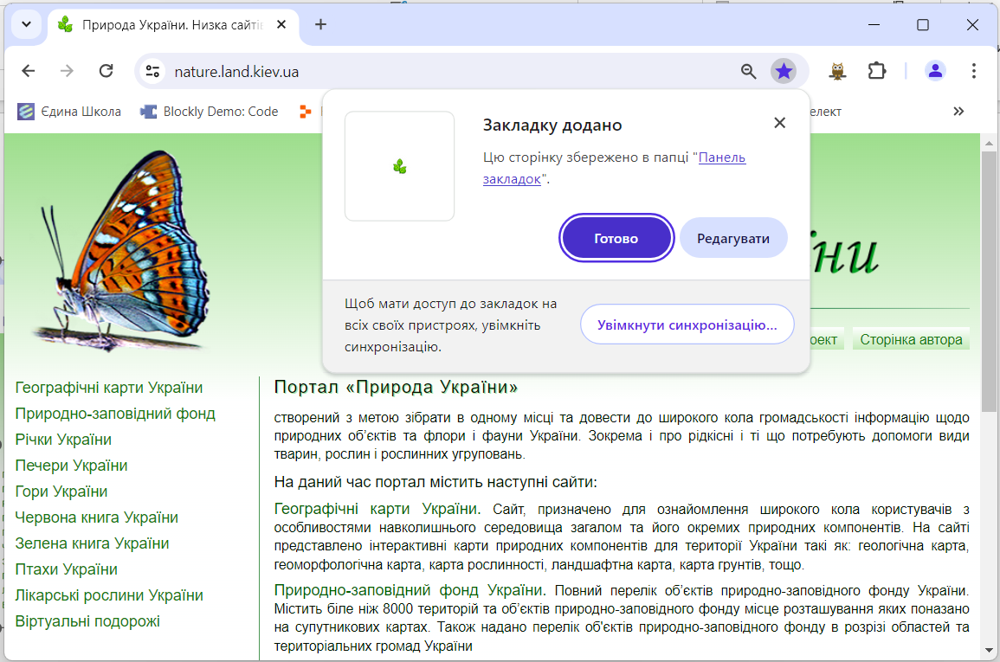 Природа України. Низка сайтів
nature.land.kiev.ua
Єдина Школа
Blockly Demo: Code
Закладку додано
Цю сторінку збережено в папці "Панель
закладок".
Готово
Редагувати
Щоб мати доступ до закладок на
всіх своїх пристроях, увімкніть
синхронізацію.
Увімкнути синхронізацію...
Сторінка автора
Географічні карти України
Природно-заповідний фонд
Річки України
Печери України
Гори України
Червона книга України
Зелена книга України
Птахи України
Лікарські рослини України
Віртуальні подорожі
Портал «Природа України»
створений з метою зібрати в одному місці та довести до широкого кола громадськості інформацію щодо
природних об’єктів та флори і фауни України. Зокрема і про рідкісні і ті що потребують допомоги види
тварин, рослин і рослинних угруповань.
На даний час портал містить наступні сайти:
Географічні карти України. Сайт, призначено для ознайомлення широкого кола користувачів з
особливостями навколишнього середовища загалом та його окремих природних компонентів. На сайті
представлено інтерактивні карти природних компонентів для території України такі як: геологічна карта,
геоморфологічна карта, карта рослинності, ландшафтна карта, карта грунтів, тощо.
Природно-заповідний фонд України. Повний перелік об’єктів природно-заповідного фонду України.
Містить біле ніж 8000 територій та об’єктів природно-заповідного фонду місце розташування яких показано
на супутникових картах. Також надано перелік об'єктів природно-заповідного фонду в розрізі областей та
територіальних громад України